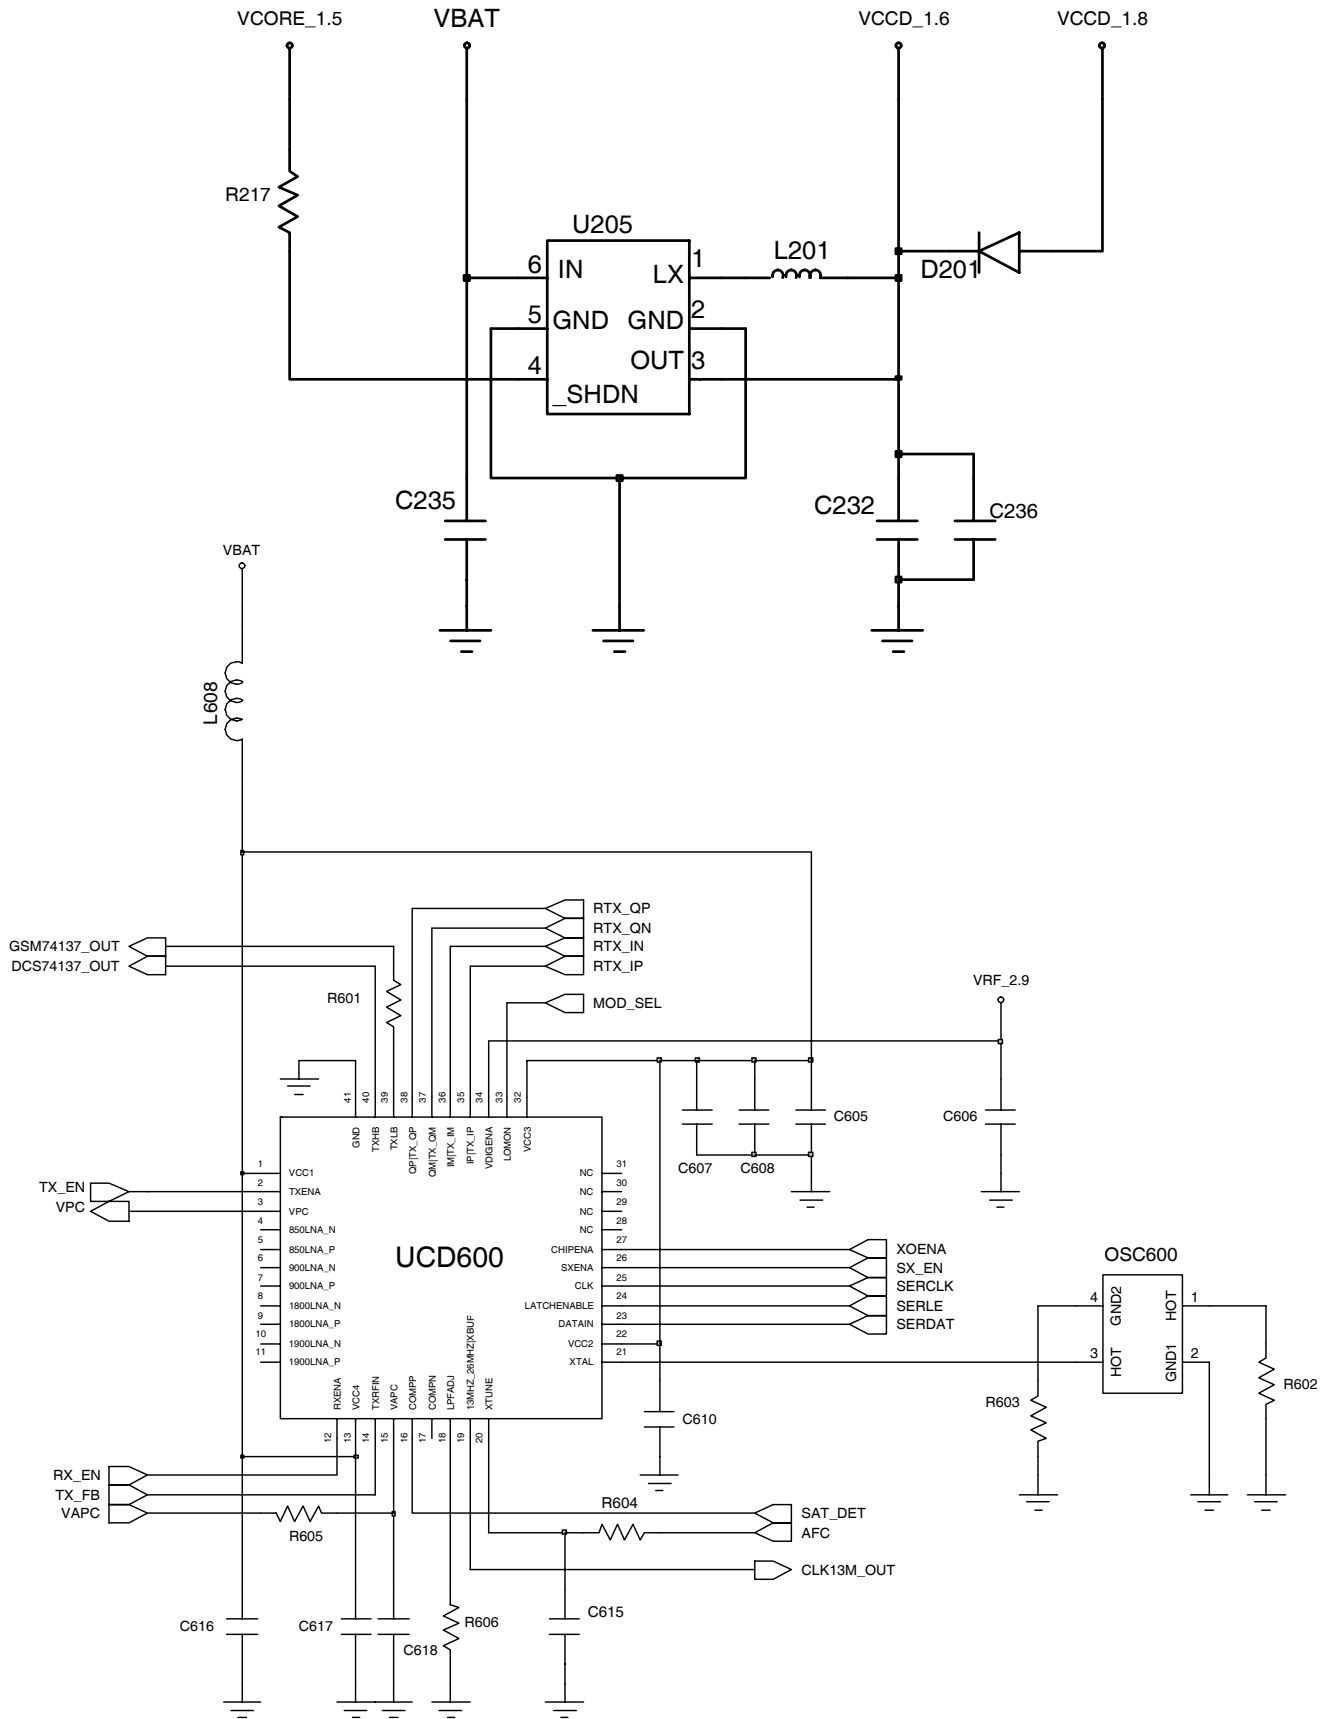 VCORE_1.5
VBAT
VCCD_1.6
VCCD_1.8
R217
U205
6
IN
LX
1
L201
D201
5
GND
GND
2
OUT
3
4
_SHDN
C235
C232
C236
VBAT
L608
RTX_QP
RTX_QN
RTX_IN
RTX_IP
GSM74137_OUT
DCS74137_OUT
R601
MOD_SEL
VRF_2.9
41
40
39
38
37
36
35
34
33
32
GND
TXHB
TXLB
QP|TX_QP
QM|TX_QM
IM|TX_IM
IP|TX_IP
VDIGENA
LOMON
VCC3
C607
C608
C605
C606
TX_EN
VPC
1
VCC1
2
TXENA
3
VPC
4
850LNA_N
5
850LNA_P
6
900LNA_N
7
900LNA_P
8
1800LNA_N
9
1800LNA_P
10
1900LNA_N
11
1900LNA_P
UCD600
NC
31
NC
30
NC
29
NC
28
CHIPENA
27
SXENA
26
CLK
25
LATCHENABLE
24
DATAIN
23
VCC2
22
XTAL
21
XOENA
SX_EN
SERCLK
SERLE
SERDAT
OSC600
4
GND2
HOT
1
3
HOT
GND1
2
R603
R602
RXENA
VCC4
TXRFIN
VAPC
COMPP
COMPN
LPFADJ
13MHZ_26MHZ|XBUF
XTUNE
12
13
14
15
16
17
18
19
20
C610
RX_EN
TX_FB
VAPC
R605
R604
SAT_DET
AFC
CLK13M_OUT
C616
C617
C618
R606
C615